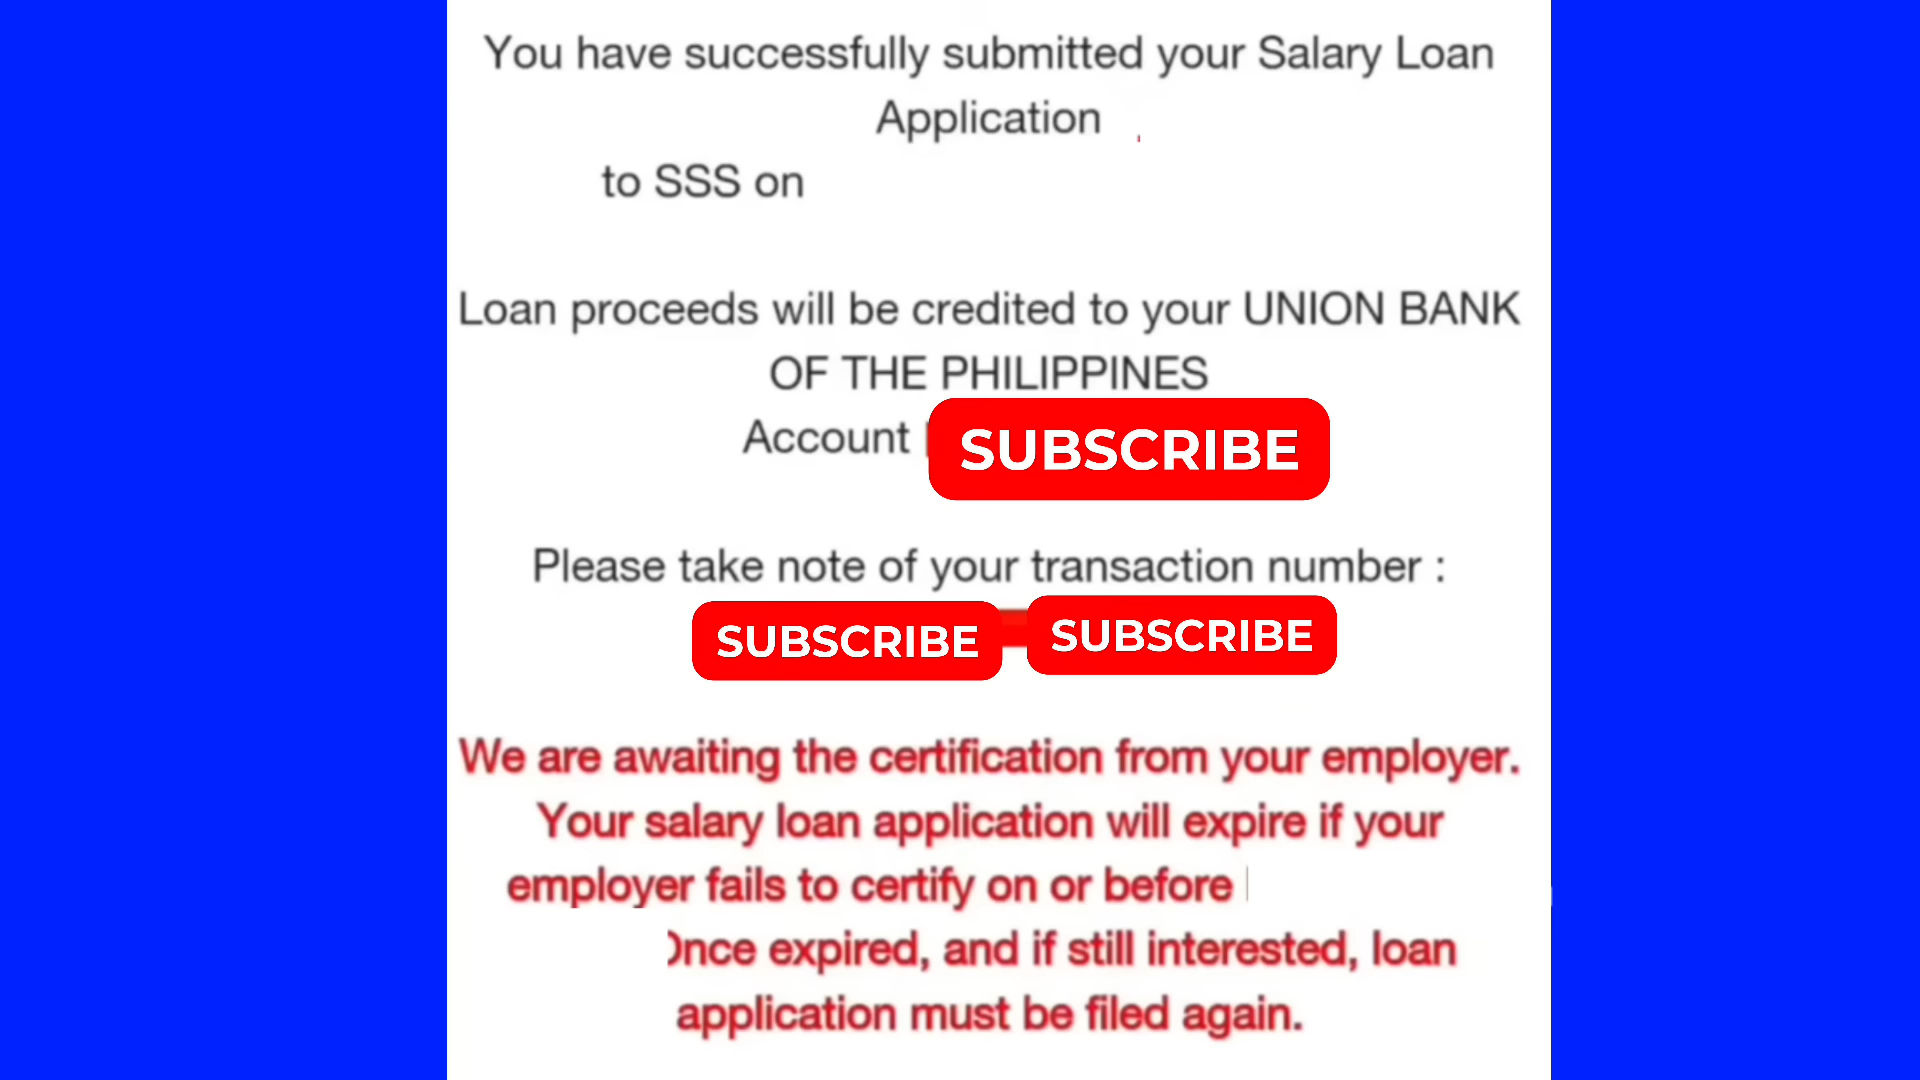 You have successfully submitted your Salary Loan
Application
to SSS on
Loan proceeds will be credited to your UNION BANK
OF THE PHILIPPINES
Account SUBSCRIBE
Please take note of your transaction number :
SUBSCRIBE SUBSCRIBE
We are awaiting the certification from your employer.
Your salary loan application will expire if your
employer fails to certify on or before
Once expired, and if still interested, loan
application must be filed again.